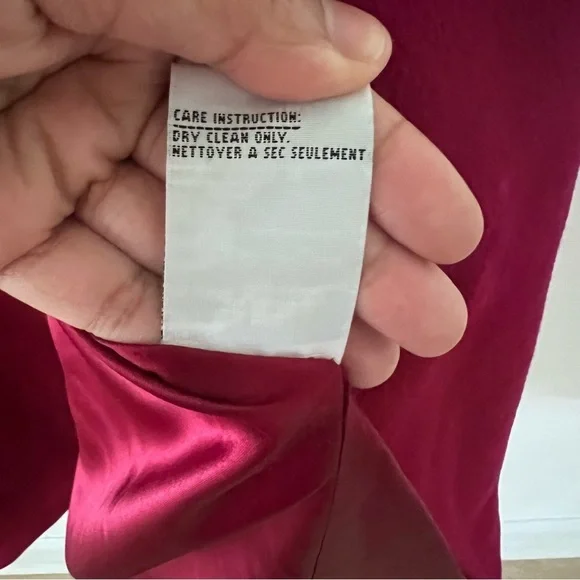 CARE INSTRUCTION:
DRY CLEAN ONLY.
NETTOYER A SEC SEULEMENT